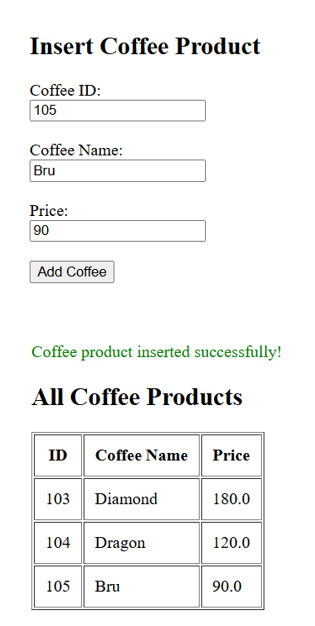 Insert Coffee Product
Coffee ID:
105
Coffee Name:
Bru
Price:
90
Add Coffee
Coffee product inserted successfully!
All Coffee Products
ID Coffee Name Price
103 Diamond 180.0
104 Dragon 120.0
105 Bru 90.0